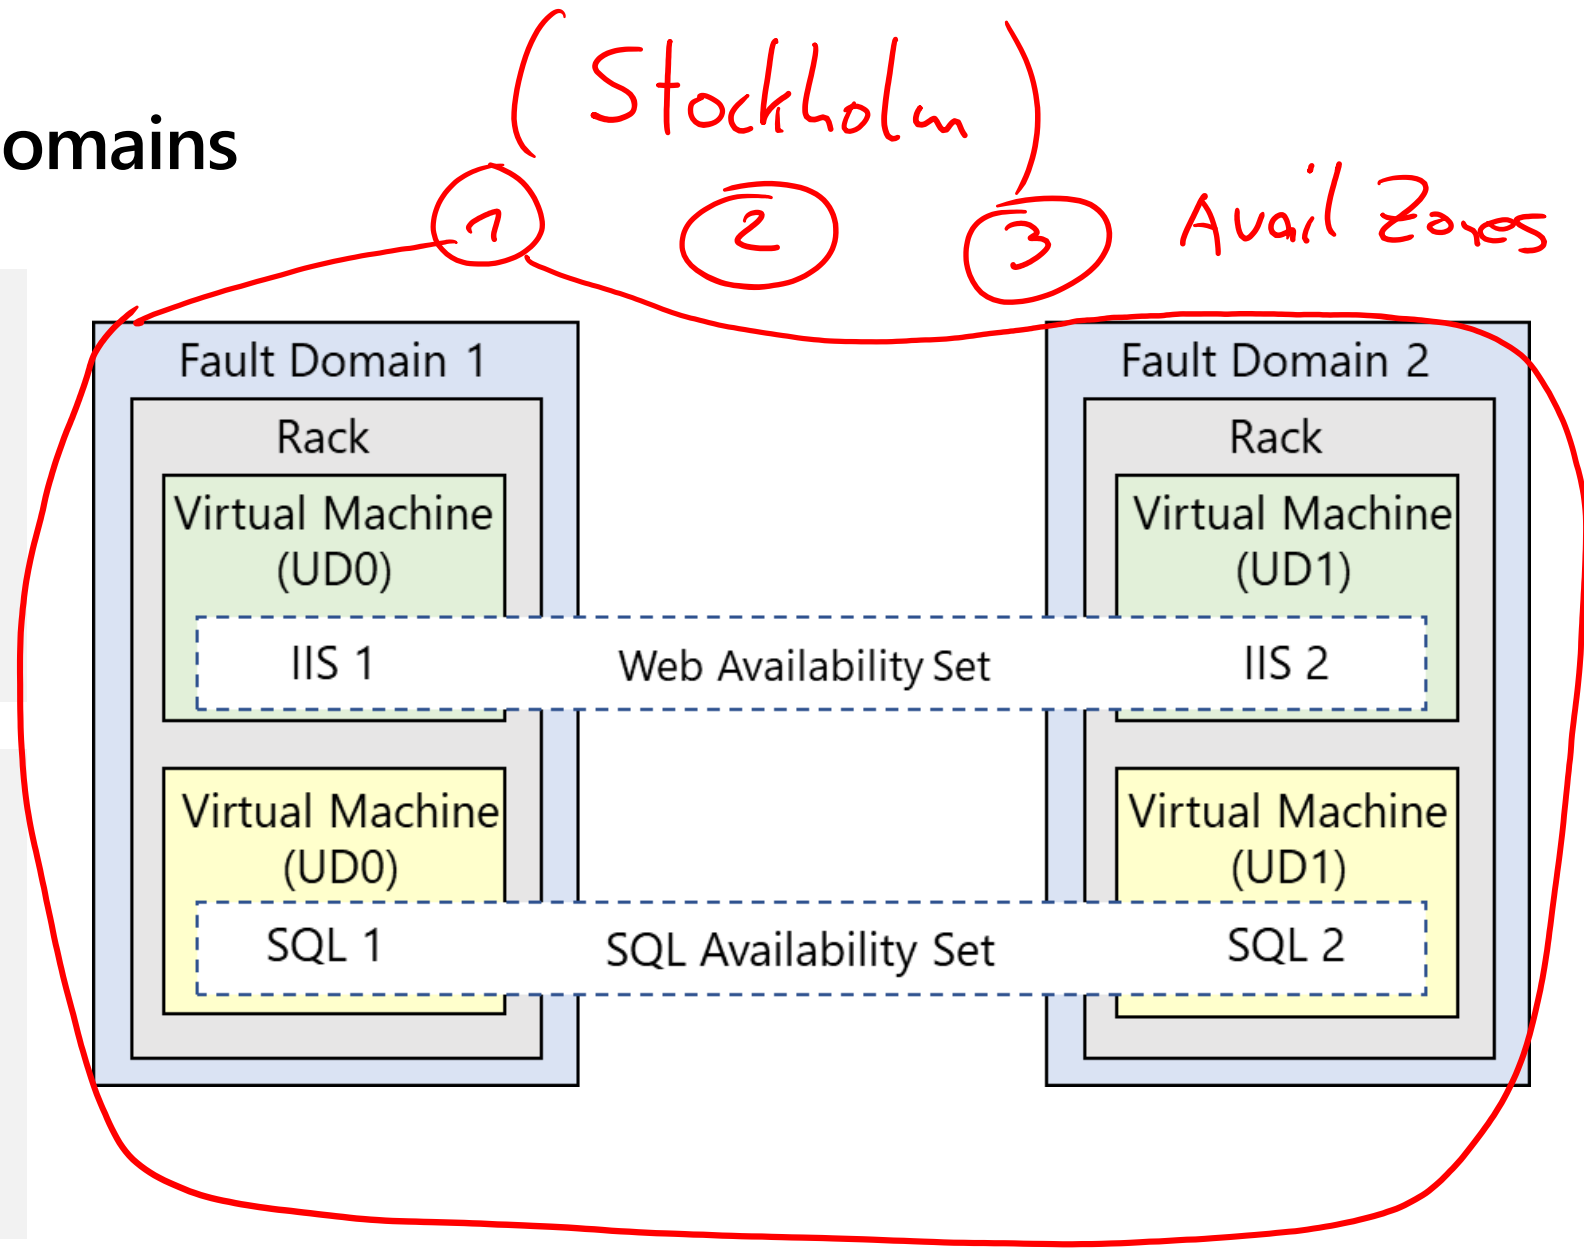 (Stockholm)
omains
1 2 3 Avail Zones
Fault Domain 1
Rack
Virtual Machine
(UD0)
IIS 1
Virtual Machine
(UD0)
SQL 1
Web Availability Set
SQL Availability Set
Fault Domain 2
Rack
Virtual Machine
(UD1)
IIS 2
Virtual Machine
(UD1)
SQL 2